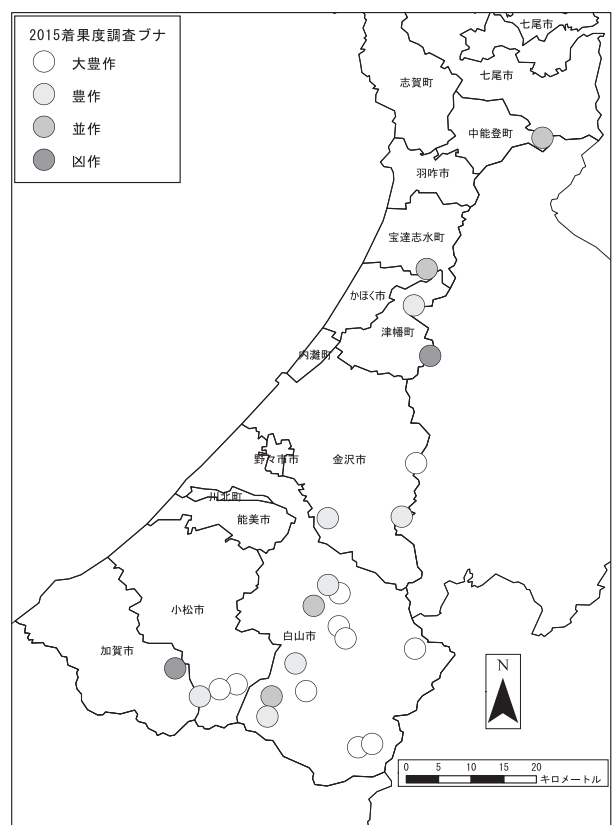 2015着果度調査ブナ
大豊作
豊作
並作
凶作
七尾市
七尾市
志賀町
中能登町
羽咋市
宝達志水町
かほく市
津幡町
内灘町
野々市市
金沢市
川北町
能美市
小松市
白山市
加賀市
N
0 5 10 15 20
キロメートル